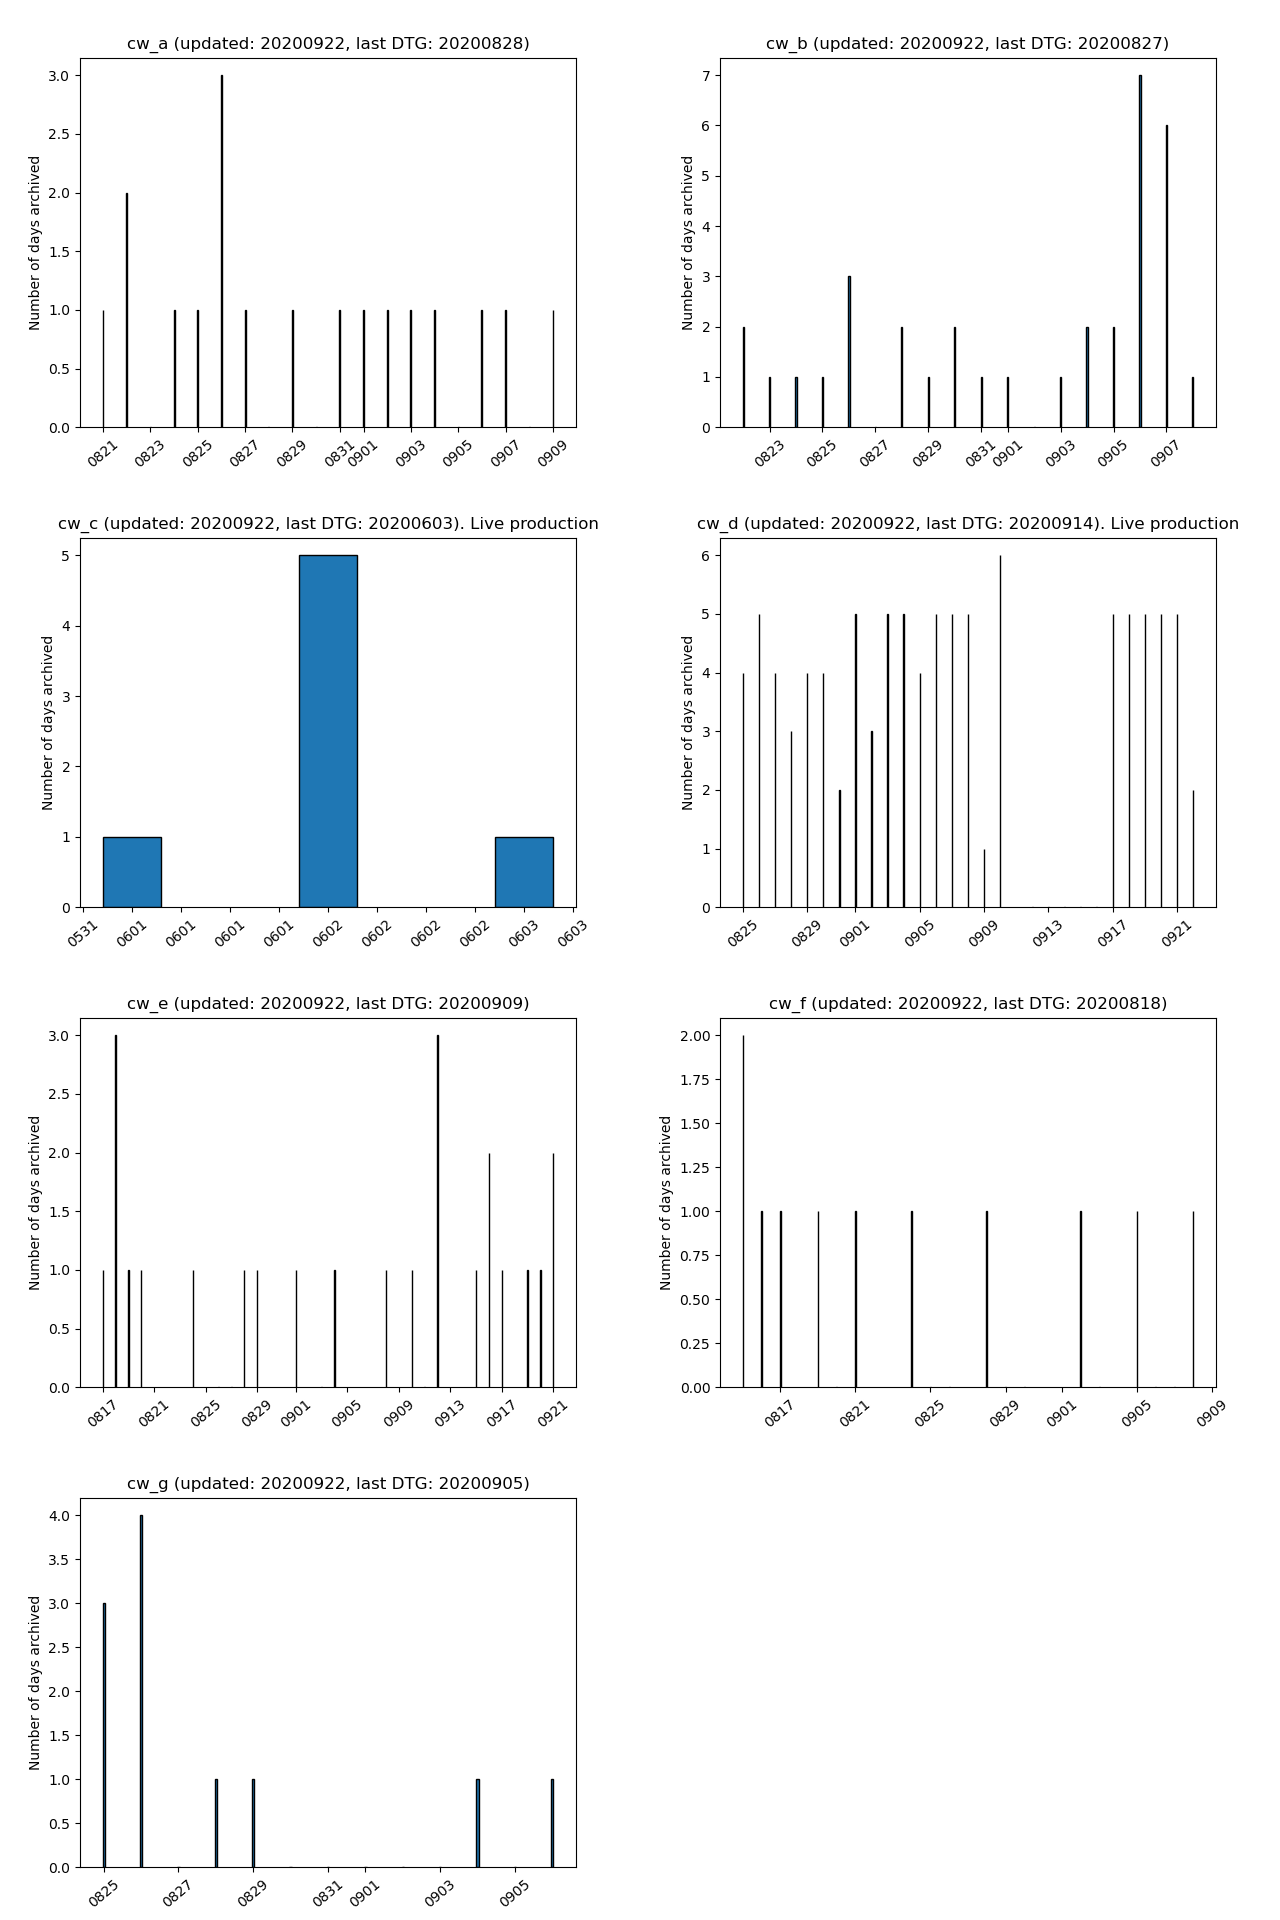 cw_a (updated: 20200922, last DTG: 20200828)
Number of days archived
3.0
2.5
2.0
1.5
1.0
0.5
0.0
0821 0823 0825 0827 0829 0831 0901 0903 0905 0907 0909
cw_b (updated: 20200922, last DTG: 20200827)
Number of days archived
7
6
5
4
3
2
1
0
0823 0825 0827 0829 0831 0901 0903 0905 0907
cw_c (updated: 20200922, last DTG: 20200603). Live production
Number of days archived
5
4
3
2
1
0
0531 0601 0601 0601 0601 0602 0602 0602 0602 0603 0603
cw_d (updated: 20200922, last DTG: 20200914). Live production
Number of days archived
6
5
4
3
2
1
0
0825 0829 0901 0905 0909 0913 0917 0921
cw_e (updated: 20200922, last DTG: 20200909)
Number of days archived
3.0
2.5
2.0
1.5
1.0
0.5
0.0
0817 0821 0825 0829 0901 0905 0909 0913 0917 0921
cw_f (updated: 20200922, last DTG: 20200818)
Number of days archived
2.00
1.75
1.50
1.25
1.00
0.75
0.50
0.25
0.00
0817 0821 0825 0829 0901 0905 0909
cw_g (updated: 20200922, last DTG: 20200905)
Number of days archived
4.0
3.5
3.0
2.5
2.0
1.5
1.0
0.5
0.0
0825 0827 0829 0831 0901 0903 0905